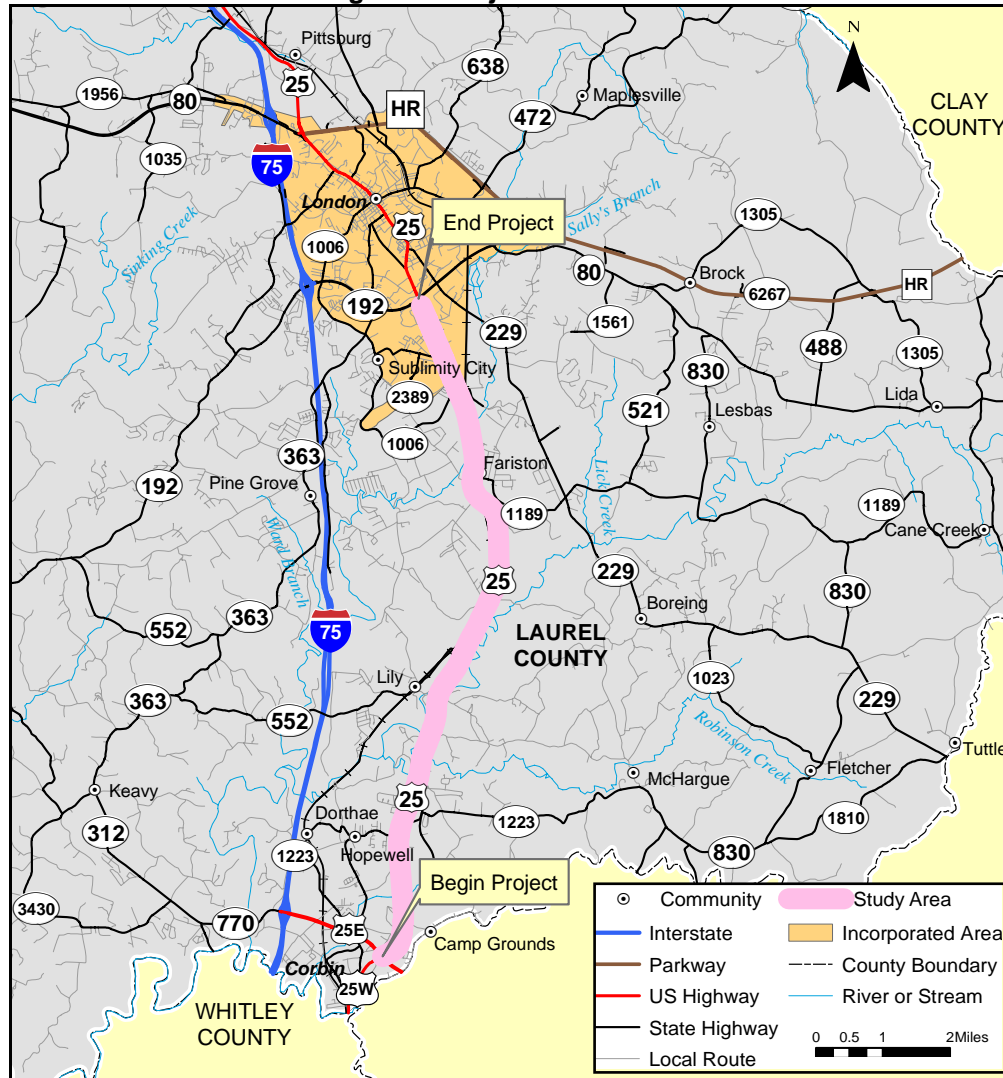 Pittsburg
25
638
N
1956
80
HR
Maplesville
CLAY
COUNTY
472
1035
75
London
25
End Project
Sally's Branch
1305
Sinking Creek
1006
80
Brock
HR
192
6267
229
1561
488
1305
Sublimity City
830
2389
521
Lesbas
Lida
1006
363
Fariston
192
Pine Grove
Lick Creek
1189
1189
Cane Creek
Ward Branch
25
229
830
552
363
75
Boreing
LAUREL
COUNTY
Lily
1023
363
552
229
Robinson Creek
Tuttle
McHargue
Fletcher
Keavy
25
312
Dorthae
1223
1810
1223
Hopewell
830
Begin Project
3430
770
25E
Camp Grounds
Corbin
25W
WHITLEY
COUNTY
Community
Study Area
Interstate
Incorporated Area
Parkway
County Boundary
US Highway
River or Stream
State Highway
0 0.5 1 2Miles
Local Route